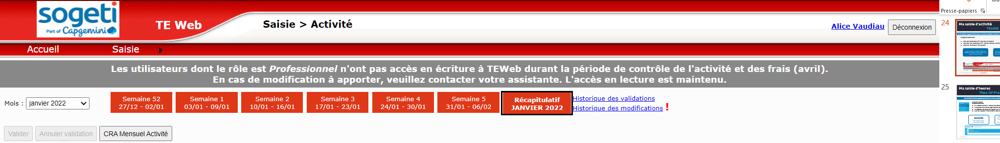 sogeti
Part of Capgemini
TE Web
Saisie > Activité
Alice Vaudiau
Déconnexion
Accueil
Saisie
Les utilisateurs dont le rôle est Professionnel n'ont pas accès en écriture à TEWeb durant la période de contrôle de l'activité et des frais (avril).
En cas de modification à apporter, veuillez contacter votre assistante. L'accès en lecture est maintenu.
Mois :
janvier 2022
Semaine 52
27/12 - 02/01
Semaine 1
03/01 - 09/01
Semaine 2
10/01 - 16/01
Semaine 3
17/01 - 23/01
Semaine 4
24/01 - 30/01
Semaine 5
31/01 - 06/02
Récapitulatif
JANVIER 2022
Historique des validations
Historique des modifications !
Valider
Annuler validation
CRA Mensuel Activité
Presse-papiers
24
Ma saisie d'activité
TEWEB
25
Ma saisie d'heures
Time Of Pres